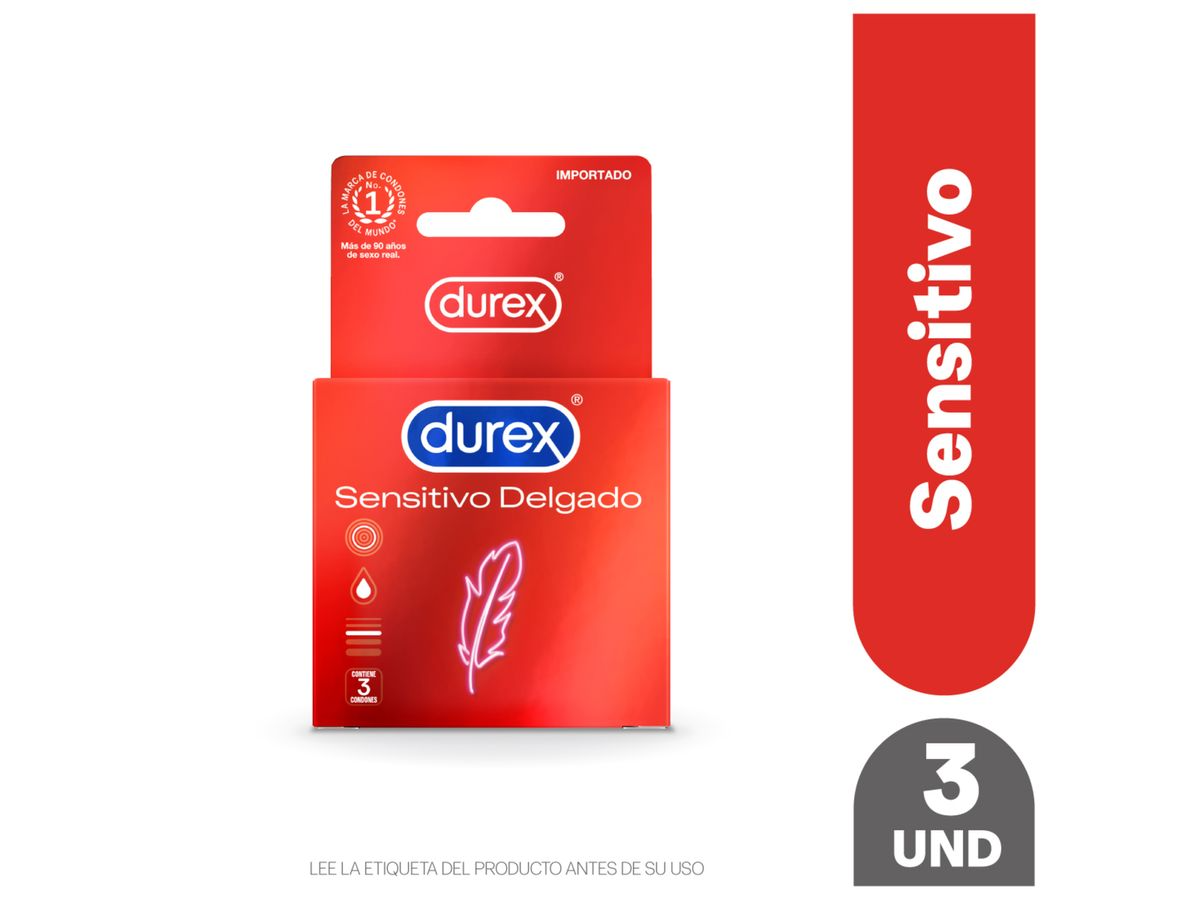 LA MARCA DE CONDONES
No.
1
DEL MUNDO*
Más de 90 años
de sexo real.
IMPORTADO
durex®
durex®
Sensitivo Delgado
CONTIENE
3
CONDONES
LEE LA ETIQUETA DEL PRODUCTO ANTES DE SU USO
Sensitivo
3
UND